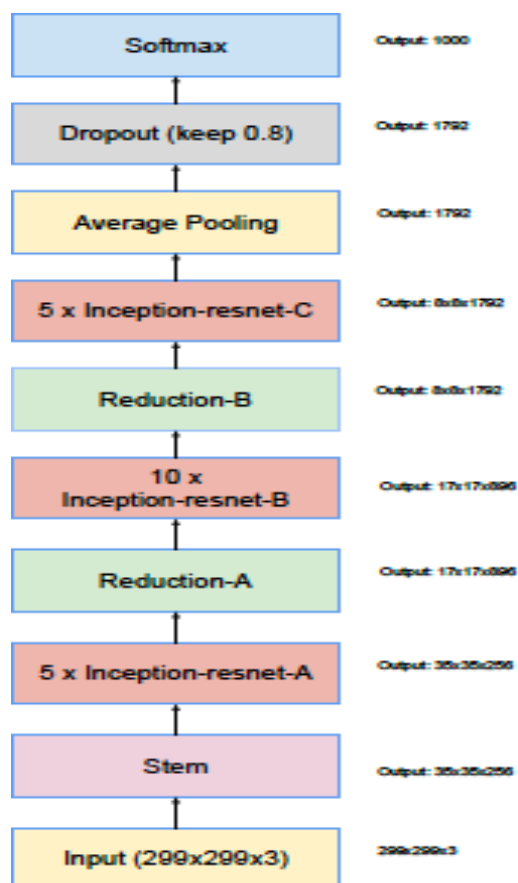 Softmax
Output: 1000
Dropout (keep 0.8)
Output: 1792
Average Pooling
Output: 1792
5 x Inception-resnet-C
Output: 8x8x1792
Reduction-B
Output: 8x8x1792
10 x
Inception-resnet-B
Output: 17x17x896
Reduction-A
Output: 17x17x896
5 x Inception-resnet-A
Output: 35x35x256
Stem
Output: 35x35x256
Input (299x299x3)
299x299x3